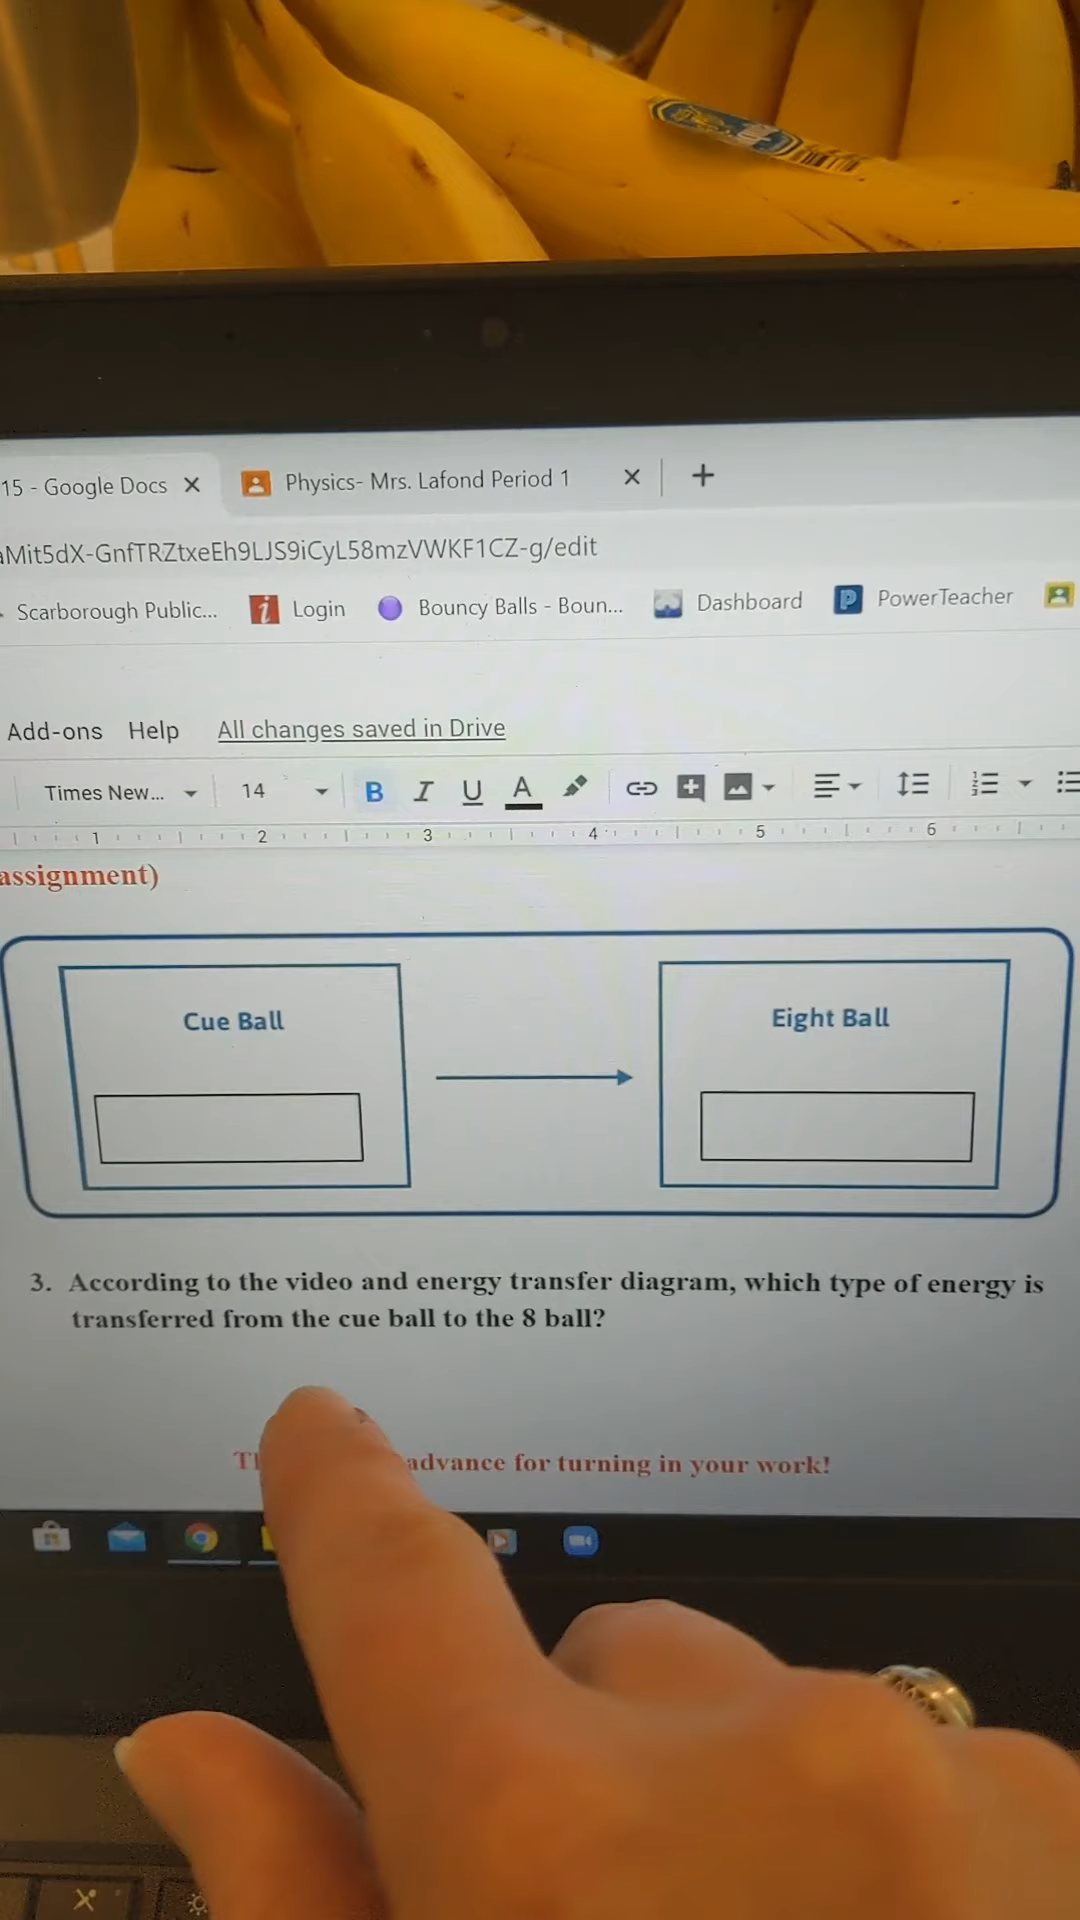 15 - Google Docs
Physics- Mrs. Lafond Period 1
Mit5dX-GnfTRZtxeEh9LJS9iCyL58mzVWKF1CZ-g/edit
Scarborough Public... Login Bouncy Balls - Boun... Dashboard PowerTeacher
Add-ons Help All changes saved in Drive
Times New... 14 B I U A
1 2 3 4 5 6
assignment)
Cue Ball Eight Ball
3. According to the video and energy transfer diagram, which type of energy is
transferred from the cue ball to the 8 ball?
advance for turning in your work!